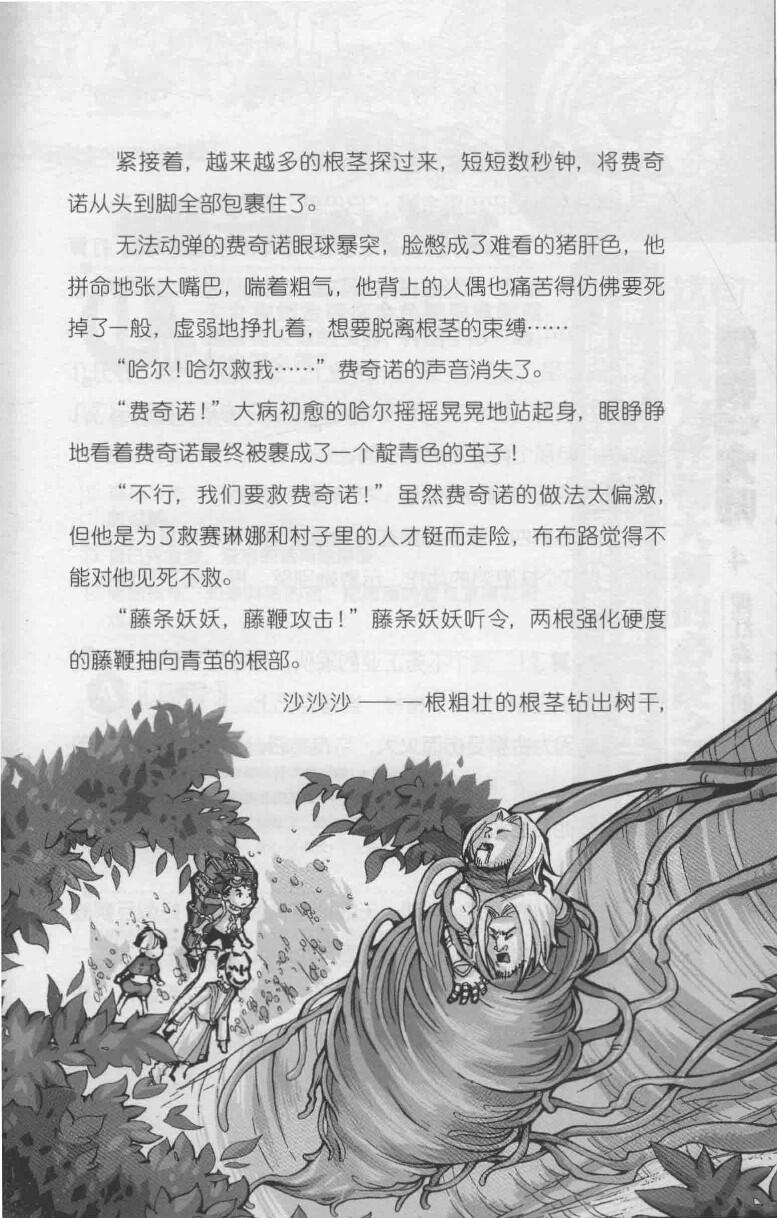 紧接着，越来越多的根茎探过来，短短数秒钟，将费奇
诺从头到脚全部包裹住了。
无法动弹的费奇诺眼球暴突，脸憋成了难看的猪肝色，他
拼命地张大嘴巴，喘着粗气，他背上的人偶也痛苦得仿佛要死
掉了一般，虚弱地挣扎着，想要脱离根茎的束缚……
“哈尔！哈尔救我……”费奇诺的声音消失了。
“费奇诺！”大病初愈的哈尔摇摇晃晃地站起身，眼睁睁
地看着费奇诺最终被裹成了一个靛青色的茧子！
“不行，我们要救费奇诺！”虽然费奇诺的做法太偏激，
但他是为了救赛琳娜和村子里的人才铤而走险，布布路觉得不
能对他见死不救。
“藤条妖妖，藤鞭攻击！”藤条妖妖听令，两根强化硬度
的藤鞭抽向青茧的根部。
沙沙沙——一根粗壮的根茎钻出树干，